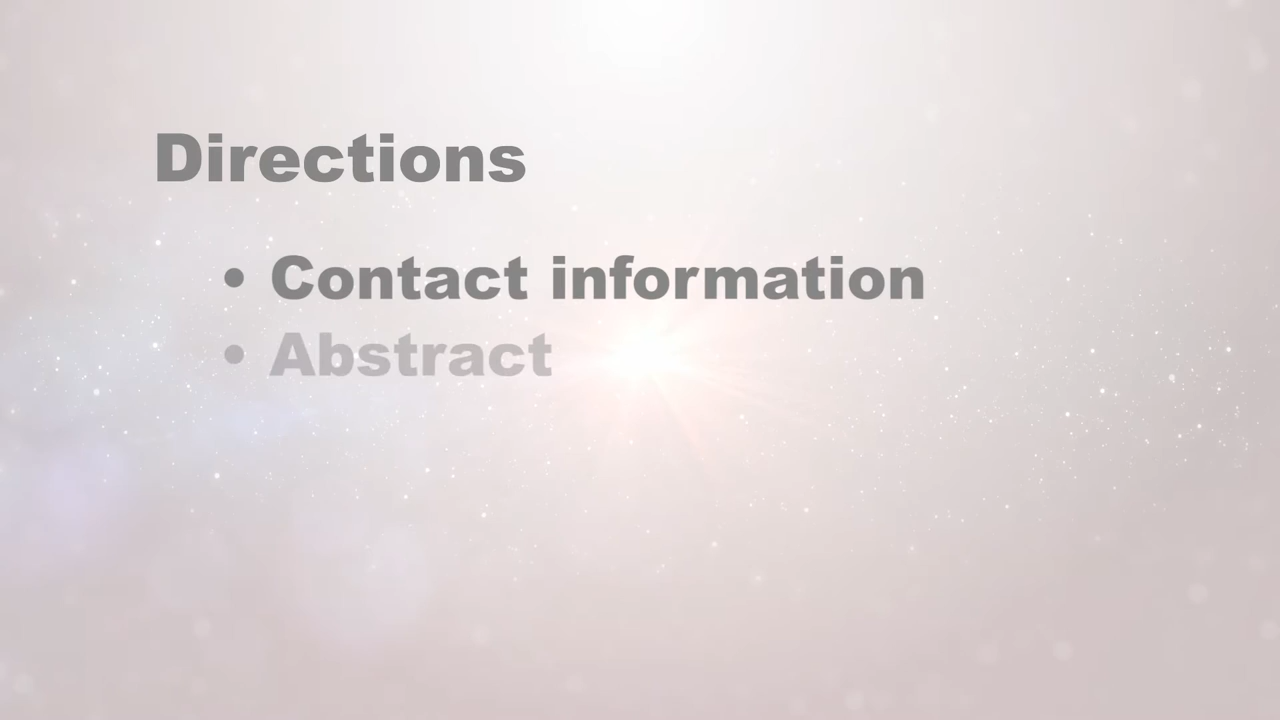 Directions
• Contact information
• Abstract